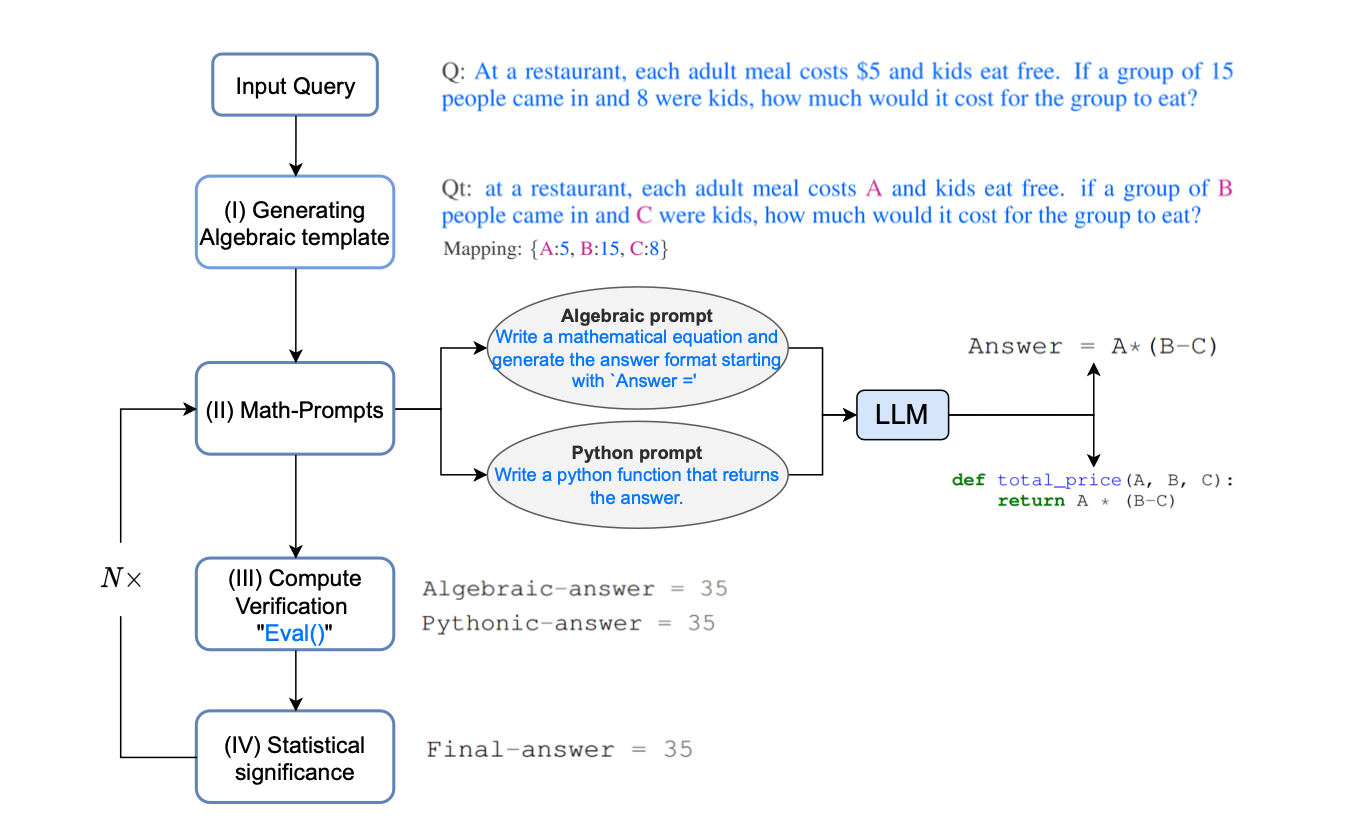 Input Query
Q: At a restaurant, each adult meal costs $5 and kids eat free. If a group of 15
people came in and 8 were kids, how much would it cost for the group to eat?
(I) Generating
Algebraic template
Qt: at a restaurant, each adult meal costs A and kids eat free. if a group of B
people came in and C were kids, how much would it cost for the group to eat?
Mapping: {A:5, B:15, C:8}
(II) Math-Prompts
Algebraic prompt
Write a mathematical equation and
generate the answer format starting
with `Answer ='
Python prompt
Write a python function that returns
the answer.
LLM
Answer = A*(B-C)
def total_price(A, B, C):
    return A * (B-C)
N×
(III) Compute
Verification
"Eval()"
Algebraic-answer = 35
Pythonic-answer = 35
(IV) Statistical
significance
Final-answer = 35